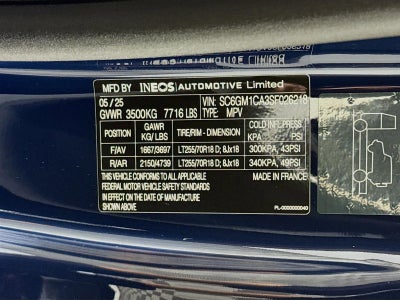 MFD BY INEOS AUTOMOTIVE Limited
05/25 VIN: SC6GM1CA3SF026218
GVWR 3500KG 7716 LBS TYPE: MPV
GAWR KG/LBS TIRE/RIM - DIMENSION COLD INFL.PRESS KPA PSI
F/AV 1667/3697 LT255/70R18 D; 8Jx18 300KPA, 43PSI
R/AR 2150/4739 LT255/70R18 D; 8Jx18 340KPA, 49PSI
THIS VEHICLE CONFORMS TO ALL APPLICABLE MADE IN FRANCE
FEDERAL MOTOR VEHICLE SAFETY STANDARDS
IN EFFECT ON THE DATE OF MANUFACTURE
SHOWN ABOVE
PL-0000000040